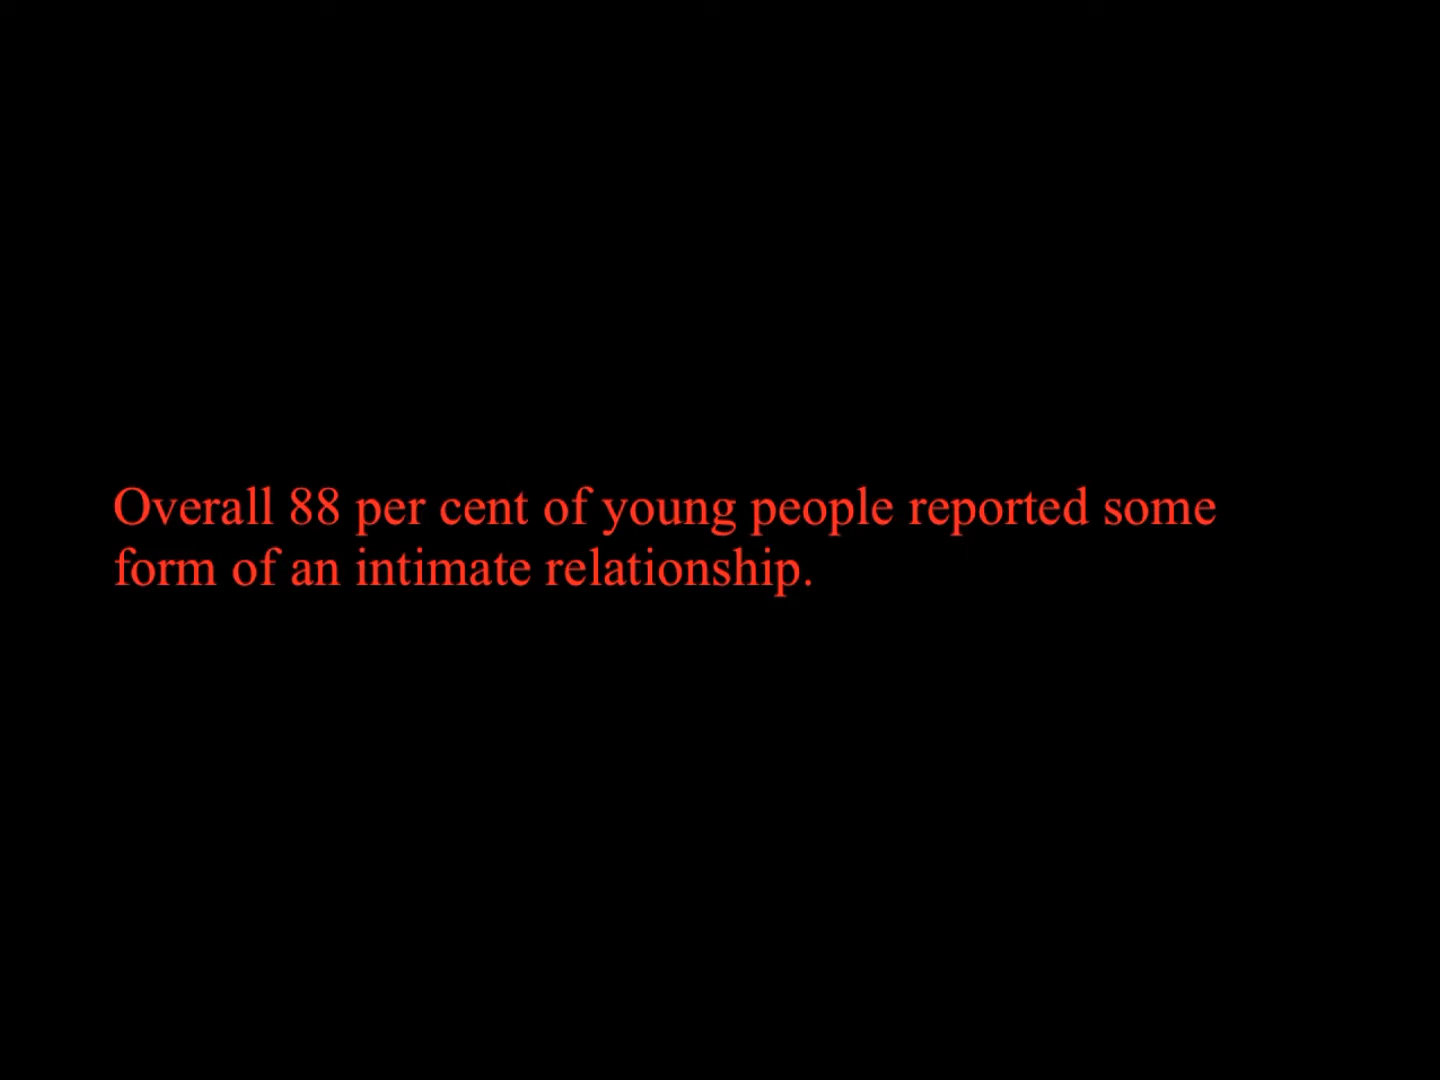 Overall 88 per cent of young people reported some
form of an intimate relationship.